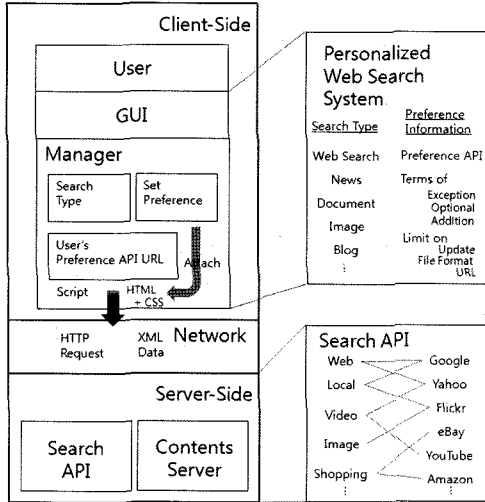 Client-Side
User
GUI
Manager
Search
Type
Set
Preference
User's
Preference API URL
Attach
Script
HTML
+ CSS
HTTP
Request
XML
Data
Network
Server-Side
Search
API
Contents
Server
Personalized
Web Search
System
Search Type
Preference
Information
Web Search
Preference API
News
Terms of
Document
Exception
Optional
Addition
Image
Blog
Limit on
Update
File Format
URL
Search API
Web
Google
Local
Yahoo
Video
Flickr
Image
eBay
YouTube
Shopping
Amazon